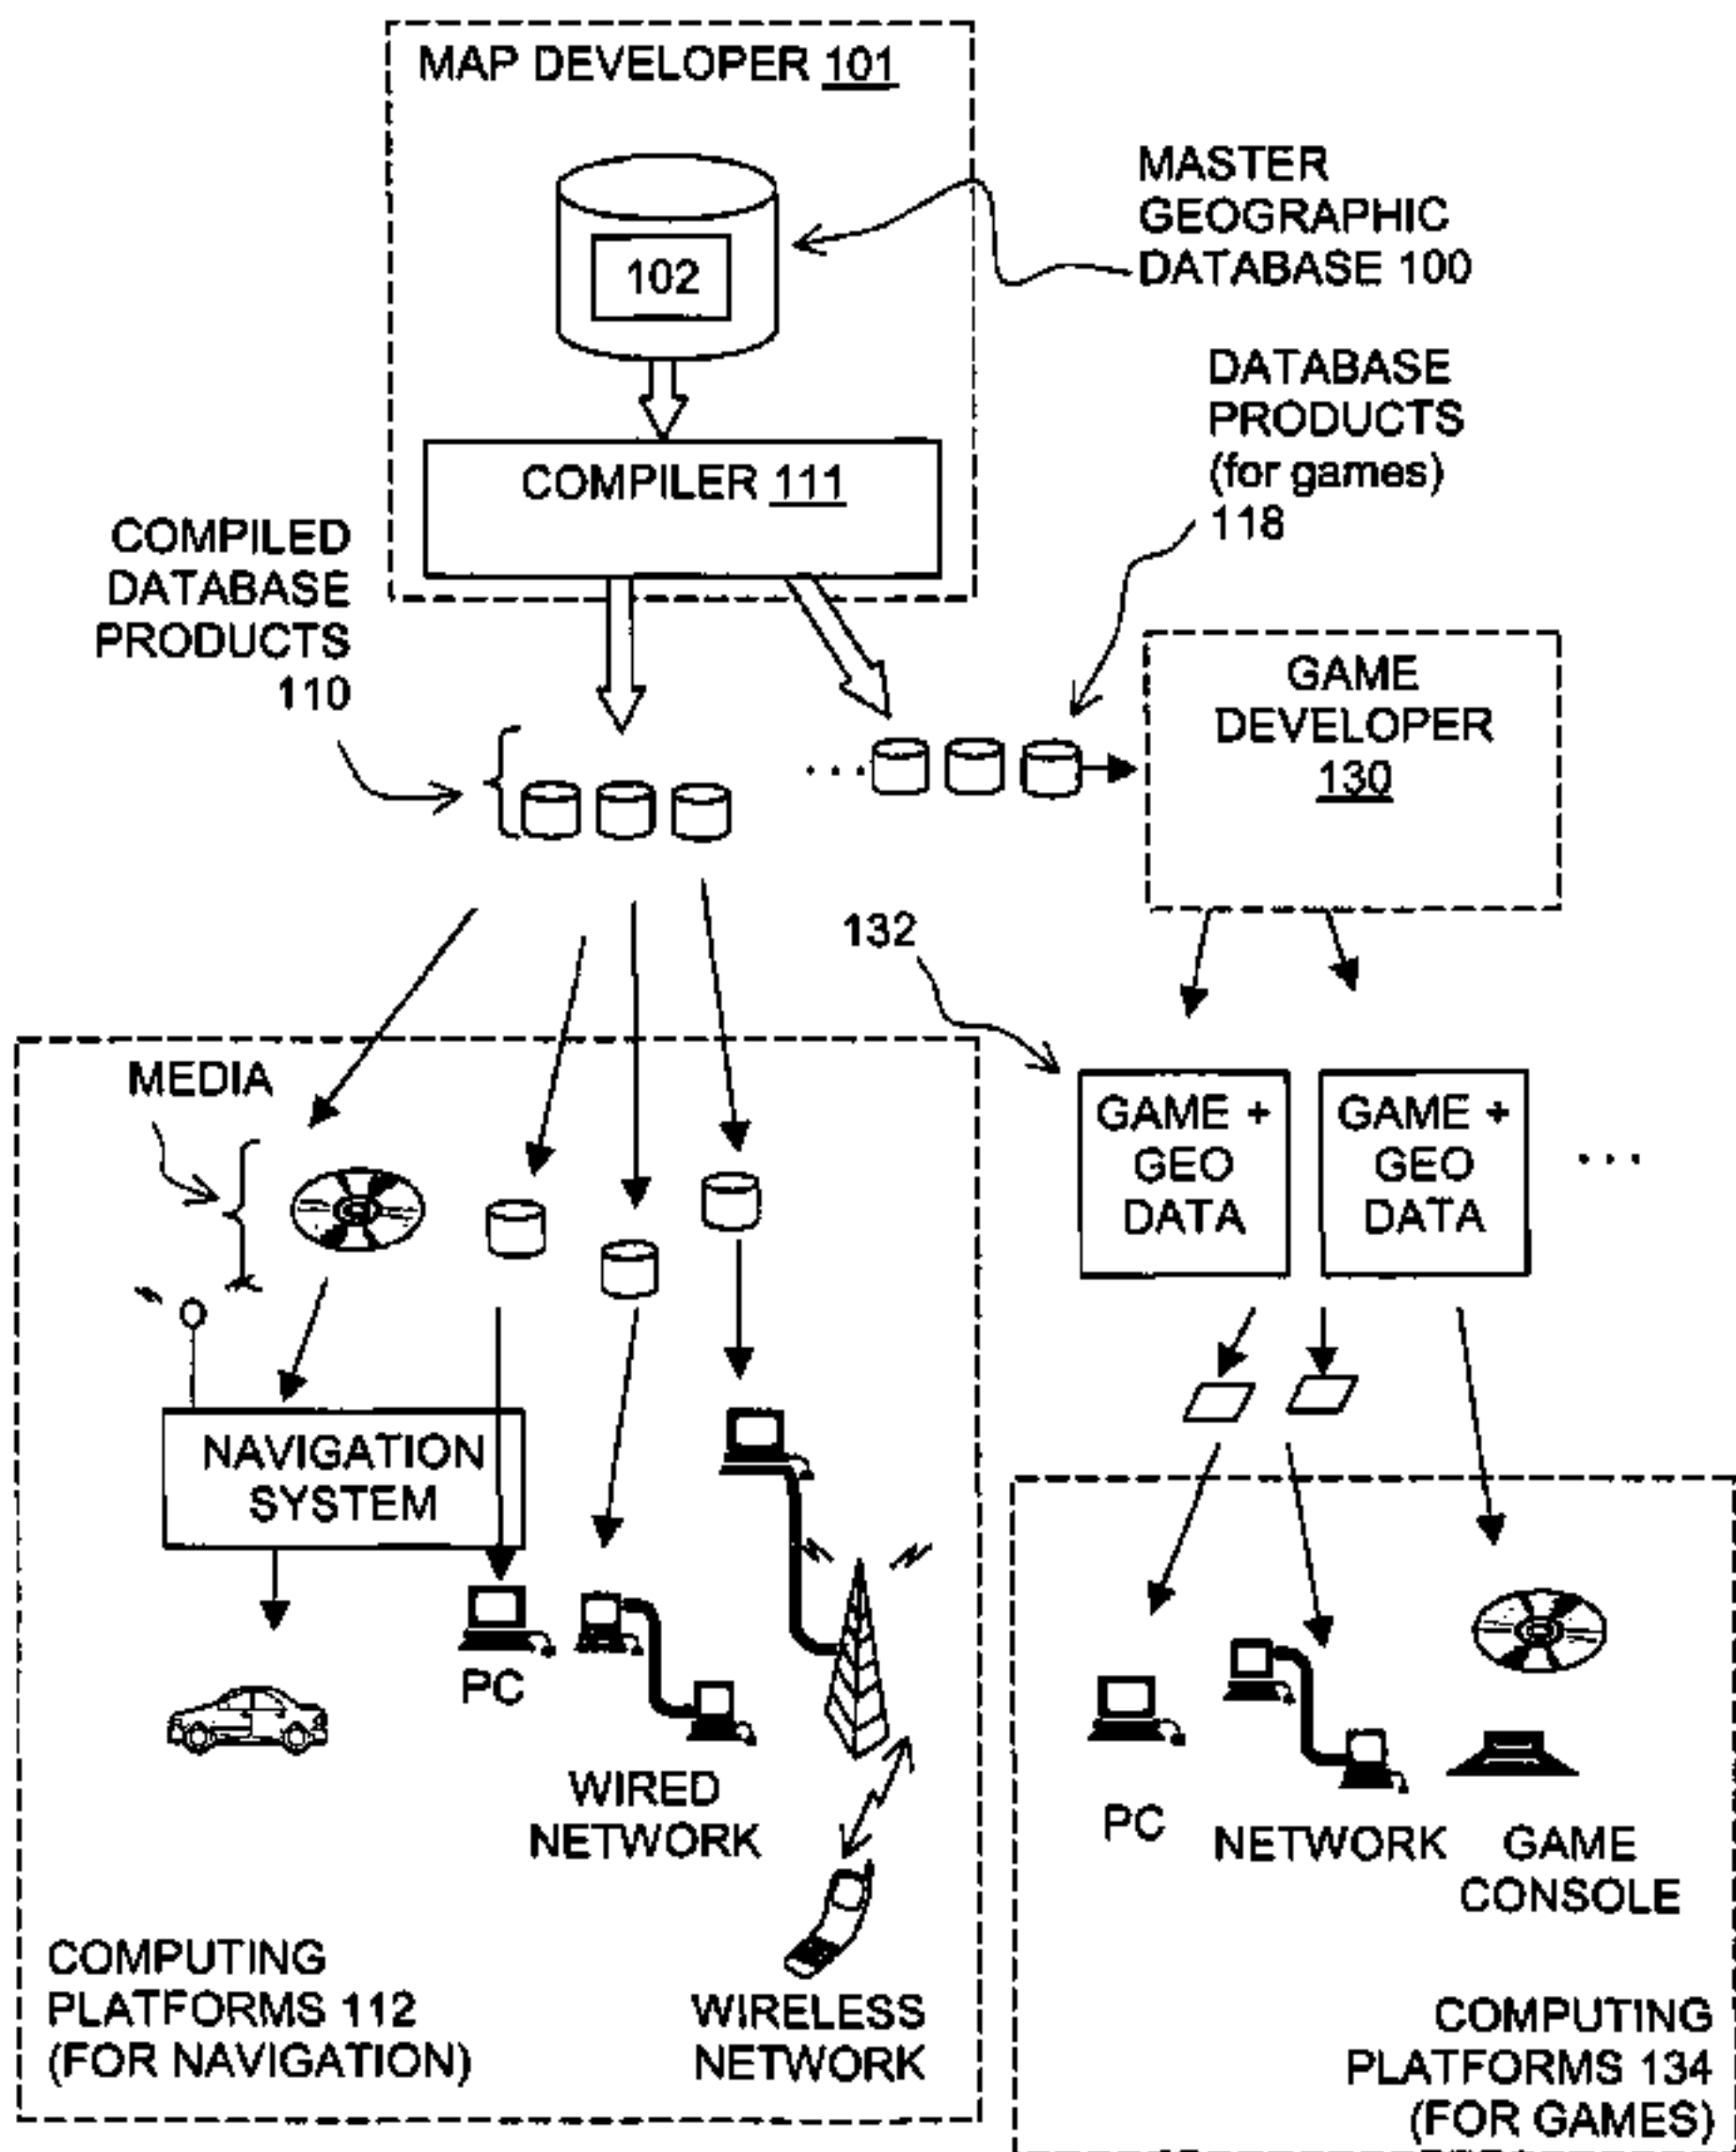 MAP DEVELOPER 101
102
MASTER
GEOGRAPHIC
DATABASE 100
DATABASE
PRODUCTS
(for games)
118
COMPILER 111
COMPILED
DATABASE
PRODUCTS
110
GAME
DEVELOPER
130
...
132
MEDIA
GAME +
GEO
DATA
GAME +
GEO
DATA
...
NAVIGATION
SYSTEM
PC
WIRED
NETWORK
WIRELESS
NETWORK
COMPUTING
PLATFORMS 112
(FOR NAVIGATION)
PC
NETWORK
GAME
CONSOLE
COMPUTING
PLATFORMS 134
(FOR GAMES)